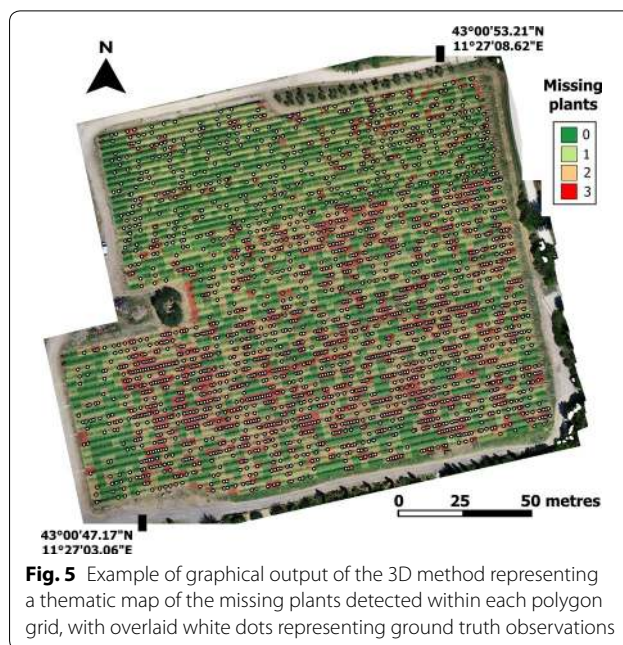 N
43°00'53.21"N
11°27'08.62"E
Missing
plants
0
1
2
3
0 25 50 metres
43°00'47.17"N
11°27'03.06"E
Fig. 5 Example of graphical output of the 3D method representing
a thematic map of the missing plants detected within each polygon
grid, with overlaid white dots representing ground truth observations